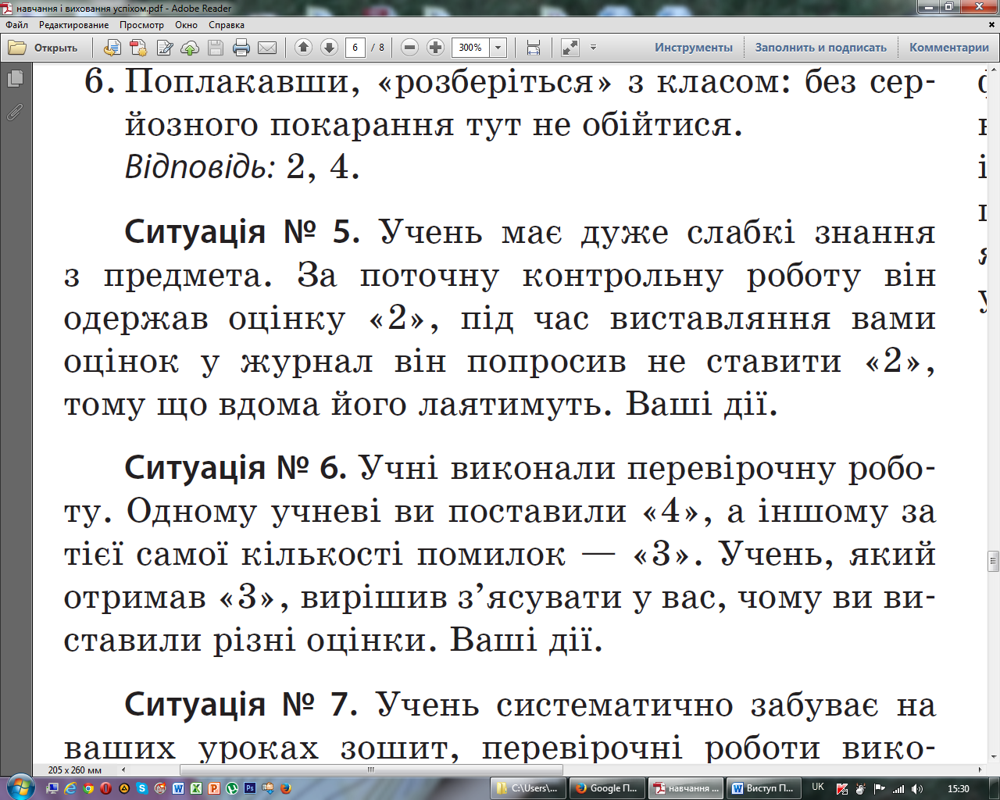 навчання і виховання успіхом.pdf - Adobe Reader
Файл Редактирование Просмотр Окно Справка
Открыть 6 / 8 300% Инструменты Заполнить и подписать Комментарии
6. Поплакавши, «розберіться» з класом: без сер-
йозного покарання тут не обійтися.
Відповідь: 2, 4.
Ситуація № 5. Учень має дуже слабкі знання
з предмета. За поточну контрольну роботу він
одержав оцінку «2», під час виставляння вами
оцінок у журнал він попросив не ставити «2»,
тому що вдома його лаятимуть. Ваші дії.
Ситуація № 6. Учні виконали перевірочну робо-
ту. Одному учневі ви поставили «4», а іншому за
тієї самої кількості помилок — «3». Учень, який
отримав «3», вирішив з’ясувати у вас, чому ви ви-
ставили різні оцінки. Ваші дії.
Ситуація № 7. Учень систематично забуває на
ваших уроках зошит, перевірочні роботи вико-
205 x 260 мм
C:\Users\... Google П... навчання ... Виступ П... UK 15:30